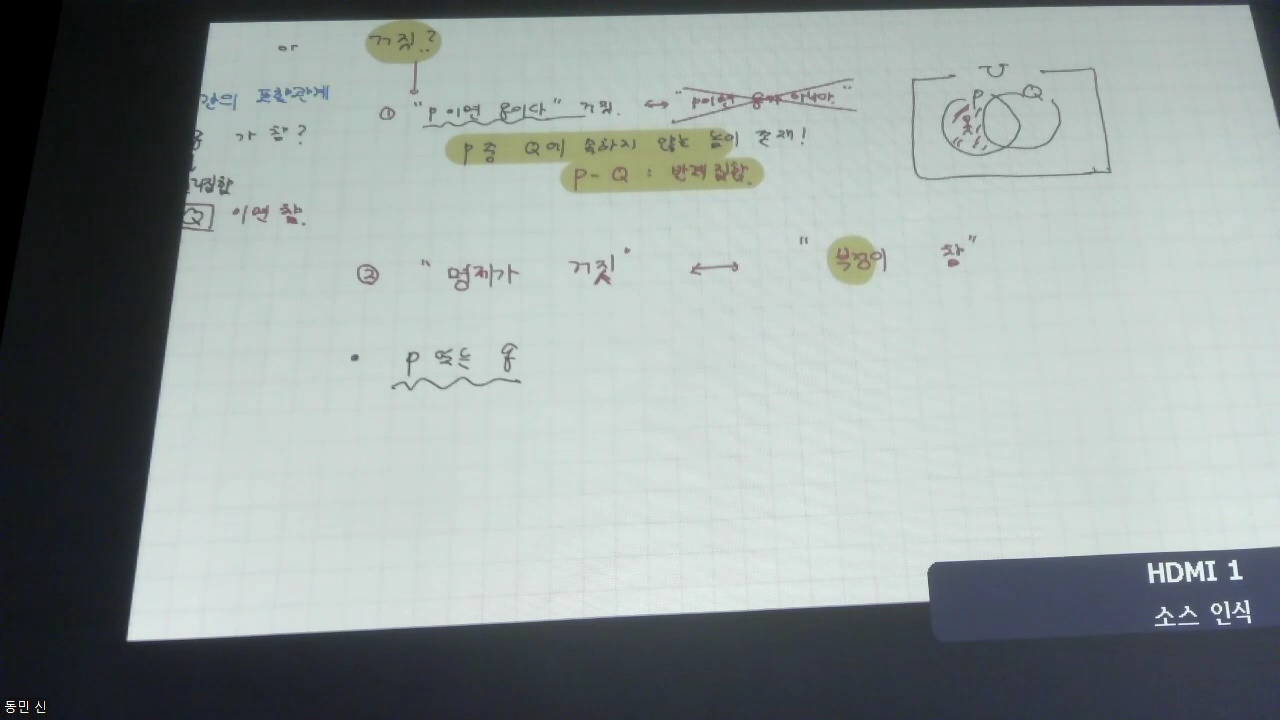 or 거짓?
간의 포함관계
가 참?
① "p 이면 q이다" 거짓. ↔ "p이면 q가 아니다."
P 중 Q에 속하지 않는 놈이 존재!
P - Q : 반례집합.
U
P Q
리집합
Q 이면 참.
② "명제가 거짓" ↔ "부정이 참"
• p 또는 q
HDMI 1
소스 인식
동민 신